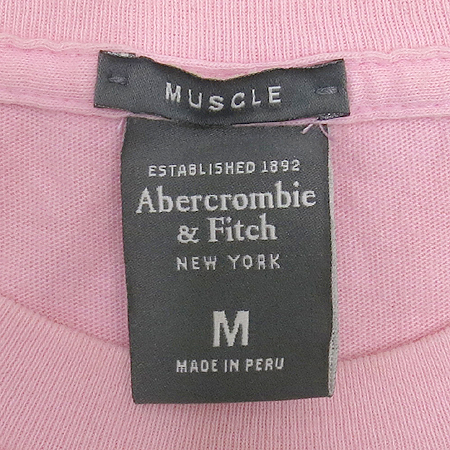 MUSCLE
ESTABLISHED 1892
Abercrombie
& Fitch
NEW YORK
M
MADE IN PERU